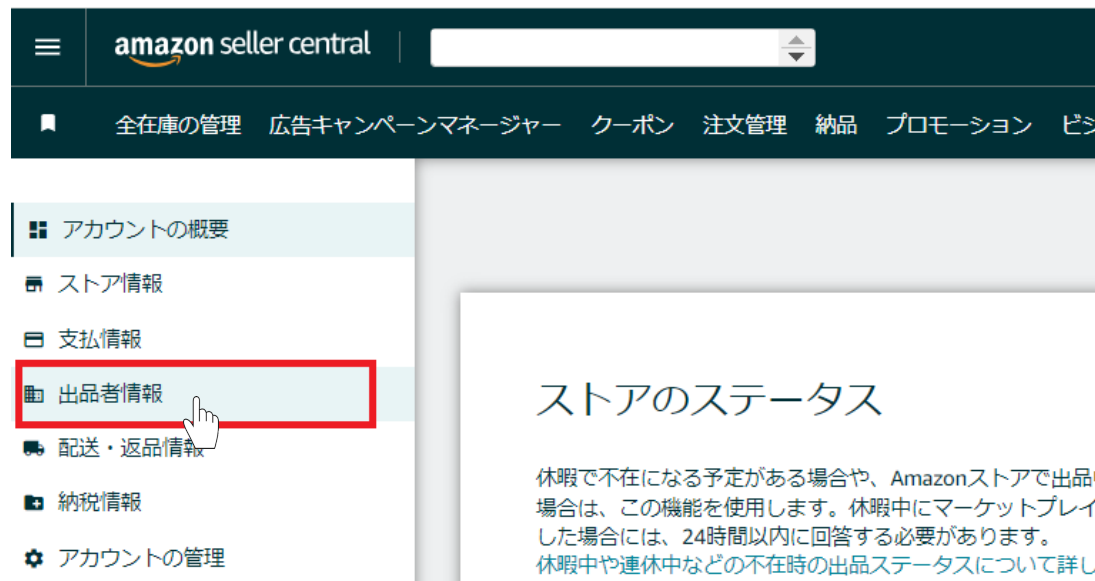 amazon seller central
全在庫の管理 広告キャンペーンマネージャー クーポン 注文管理 納品 プロモーション ビジ
アカウントの概要
ストア情報
支払情報
出品者情報
配送・返品情報
納税情報
アカウントの管理
ストアのステータス
休暇で不在になる予定がある場合や、Amazonストアで出品
場合は、この機能を使用します。休暇中にマーケットプレイ
した場合には、24時間以内に回答する必要があります。
休暇中や連休中などの不在時の出品ステータスについて詳し